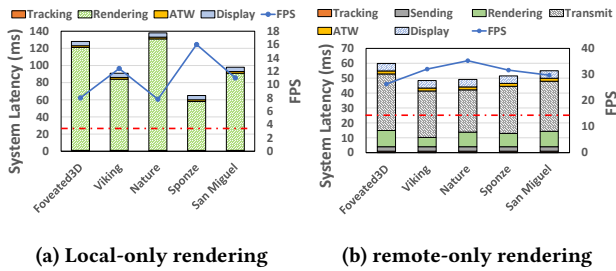 Tracking Rendering ATW Display FPS
System Latency (ms)
140
120
100
80
60
40
20
0
18
16
14
12
10
8
6
4
2
0
FPS
Foveated3D
Viking
Nature
Sponze
San Miguel
(a) Local-only rendering
Tracking Sending Rendering Transmit
ATW Display FPS
System Latency (ms)
70
60
50
40
30
20
10
0
40
30
20
10
0
FPS
Foveated3D
Viking
Nature
Sponze
San Miguel
(b) remote-only rendering